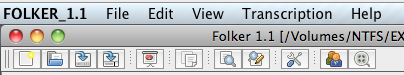 FOLKER_1.1 File Edit View Transcription Help
Folker 1.1 [/Volumes/NTFS/EX